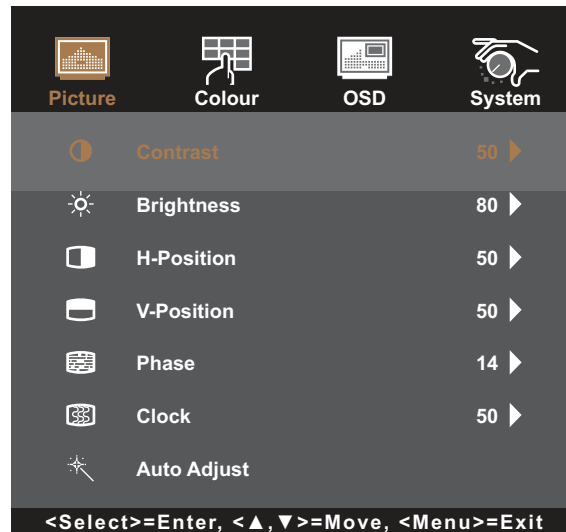 Picture Colour OSD System
Contrast 50
Brightness 80
H-Position 50
V-Position 50
Phase 14
Clock 50
Auto Adjust
<Select>=Enter, <▲,▼>=Move, <Menu>=Exit